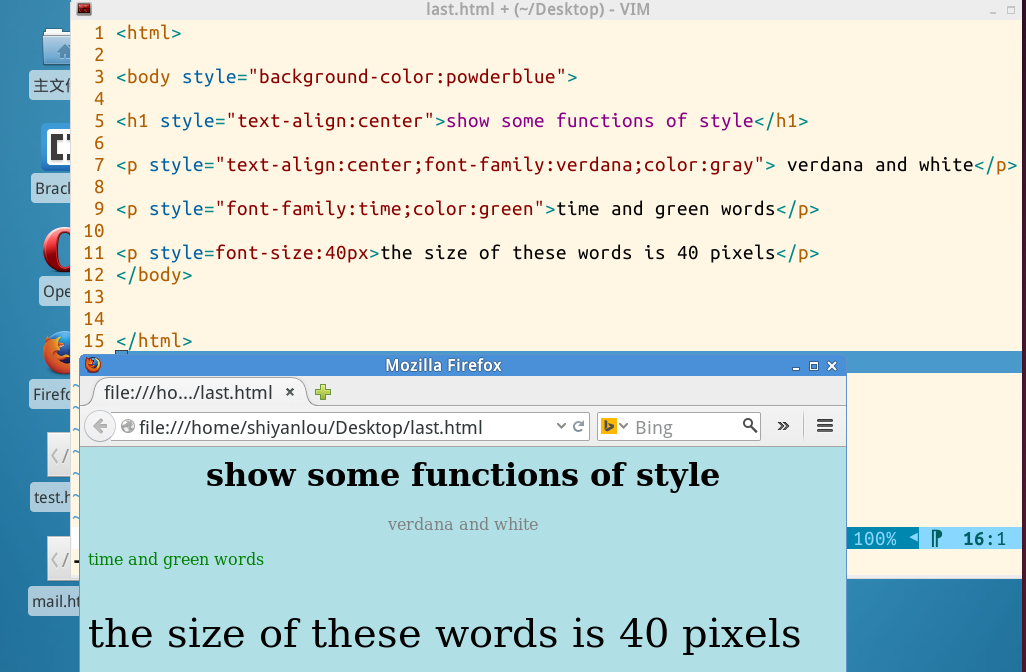 last.html + (~/Desktop) - VIM
1 <html>
2
3 <body style="background-color:powderblue">
4
5 <h1 style="text-align:center">show some functions of style</h1>
6
7 <p style="text-align:center;font-family:verdana;color:gray"> verdana and white</p>
8
9 <p style="font-family:time;color:green">time and green words</p>
10
11 <p style=font-size:40px>the size of these words is 40 pixels</p>
12 </body>
13
14
15 </html>
主文
Brac
Ope
Firefo
test.h
mail.ht
Mozilla Firefox
file:///ho.../last.html
file:///home/shiyanlou/Desktop/last.html
Bing
show some functions of style
verdana and white
time and green words
the size of these words is 40 pixels
100% 16:1